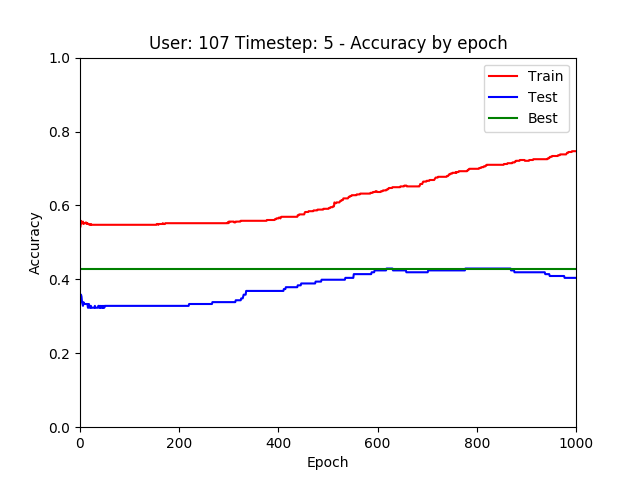 User: 107 Timestep: 5 - Accuracy by epoch
1.0
0.8
0.6
0.4
0.2
0.0
Accuracy
Train
Test
Best
0 200 400 600 800 1000
Epoch